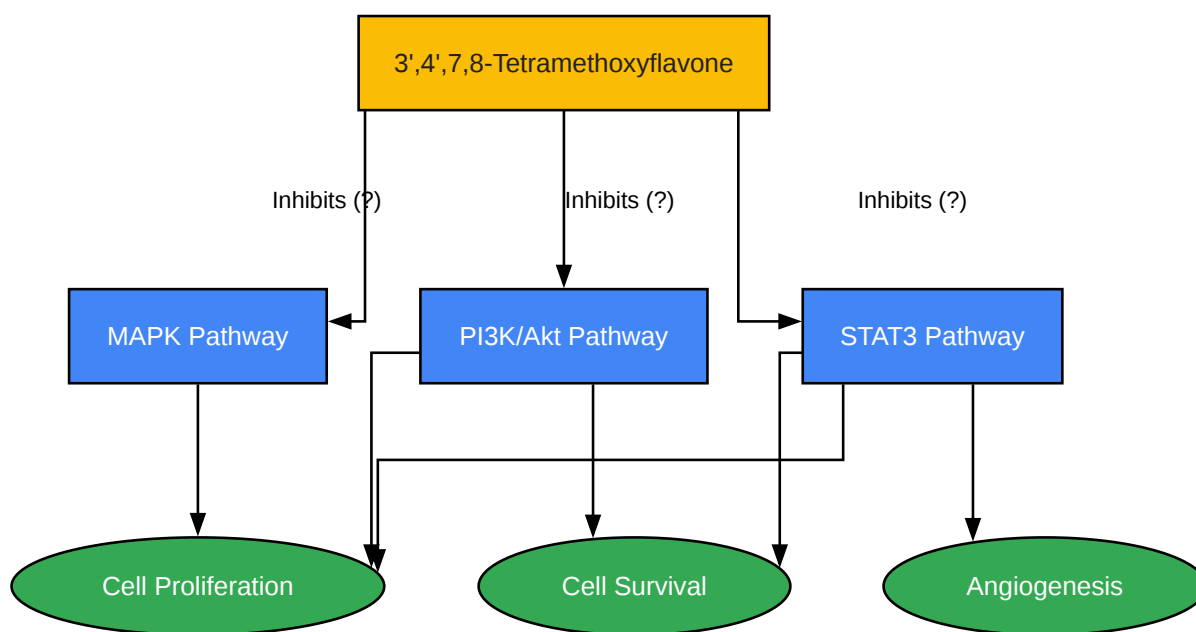 3',4',7,8-Tetramethoxyflavone
Inhibits (?)
Inhibits (?)
Inhibits (?)
MAPK Pathway
PI3K/Akt Pathway
STAT3 Pathway
Cell Proliferation
Cell Survival
Angiogenesis